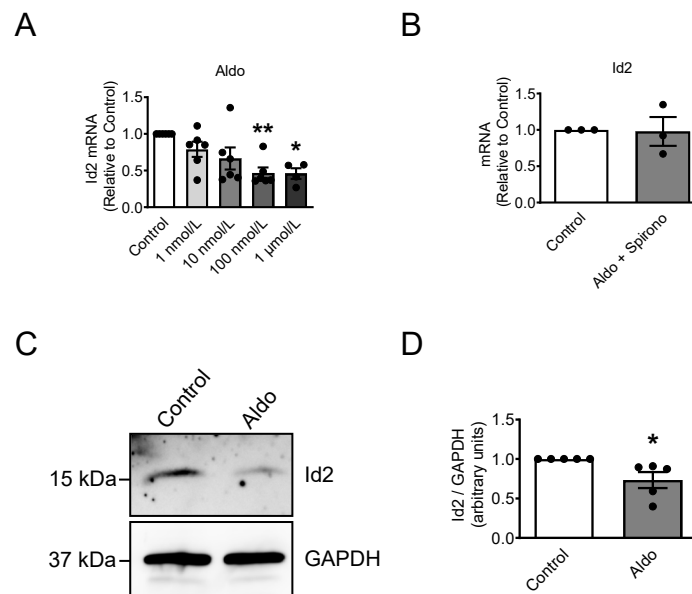 A
Aldo
Id2 mRNA
(Relative to Control)
1.5
1.0
0.5
0.0
**
*
Control
1 nmol/L
10 nmol/L
100 nmol/L
1 µmol/L
B
Id2
mRNA
(Relative to Control)
1.5
1.0
0.5
0.0
Control
Aldo + Spirono
C
Control
Aldo
15 kDa
Id2
37 kDa
GAPDH
D
Id2 / GAPDH
(arbitrary units)
1.5
1.0
0.5
0.0
*
Control
Aldo